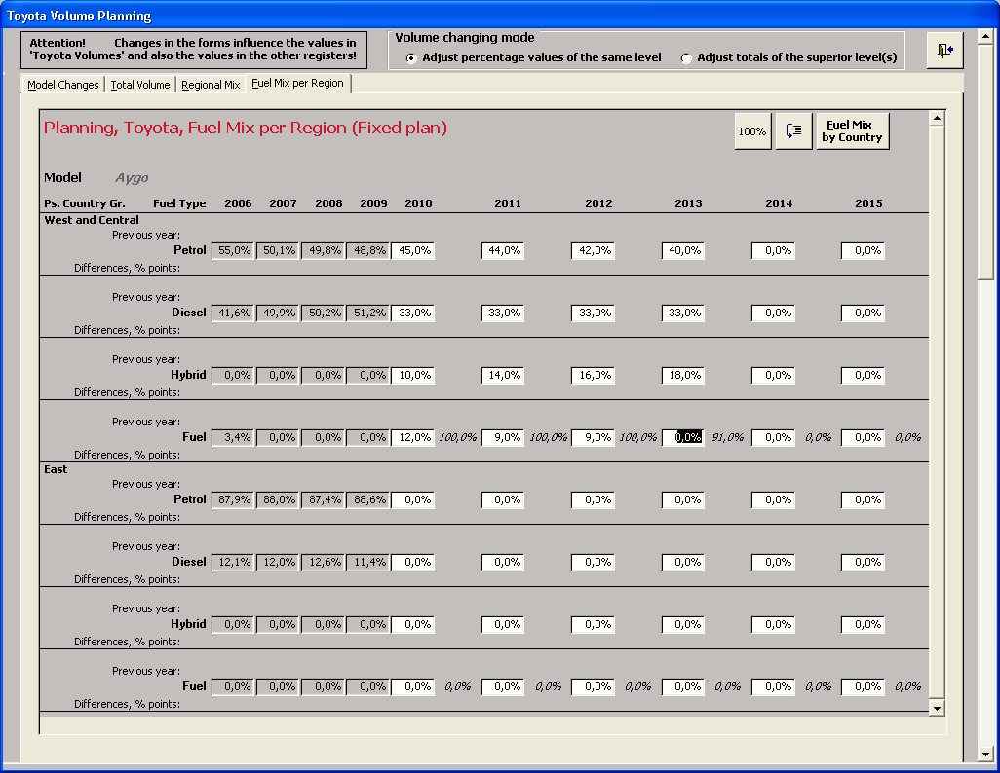 Toyota Volume Planning
Attention! Changes in the forms influence the values in
'Toyota Volumes' and also the values in the other registers!
Volume changing mode
Adjust percentage values of the same level
Adjust totals of the superior level(s)
Model Changes
Total Volume
Regional Mix
Fuel Mix per Region
Planning, Toyota, Fuel Mix per Region (Fixed plan)
100%
Fuel Mix
by Country
Model Aygo
Ps. Country Gr. Fuel Type 2006 2007 2008 2009 2010 2011 2012 2013 2014 2015
West and Central
Previous year:
Petrol 55,0% 50,1% 49,8% 48,8% 45,0% 44,0% 42,0% 40,0% 0,0% 0,0%
Differences, % points:
Previous year:
Diesel 41,6% 49,9% 50,2% 51,2% 33,0% 33,0% 33,0% 33,0% 0,0% 0,0%
Differences, % points:
Previous year:
Hybrid 0,0% 0,0% 0,0% 0,0% 10,0% 14,0% 16,0% 18,0% 0,0% 0,0%
Differences, % points:
Previous year:
Fuel 3,4% 0,0% 0,0% 0,0% 12,0% 100,0% 9,0% 100,0% 9,0% 100,0% 0,0% 91,0% 0,0% 0,0% 0,0% 0,0%
Differences, % points:
East
Previous year:
Petrol 87,9% 88,0% 87,4% 88,6% 0,0% 0,0% 0,0% 0,0% 0,0% 0,0%
Differences, % points:
Previous year:
Diesel 12,1% 12,0% 12,6% 11,4% 0,0% 0,0% 0,0% 0,0% 0,0% 0,0%
Differences, % points:
Previous year:
Hybrid 0,0% 0,0% 0,0% 0,0% 0,0% 0,0% 0,0% 0,0% 0,0% 0,0%
Differences, % points:
Previous year:
Fuel 0,0% 0,0% 0,0% 0,0% 0,0% 0,0% 0,0% 0,0% 0,0% 0,0% 0,0% 0,0% 0,0% 0,0% 0,0% 0,0%
Differences, % points: